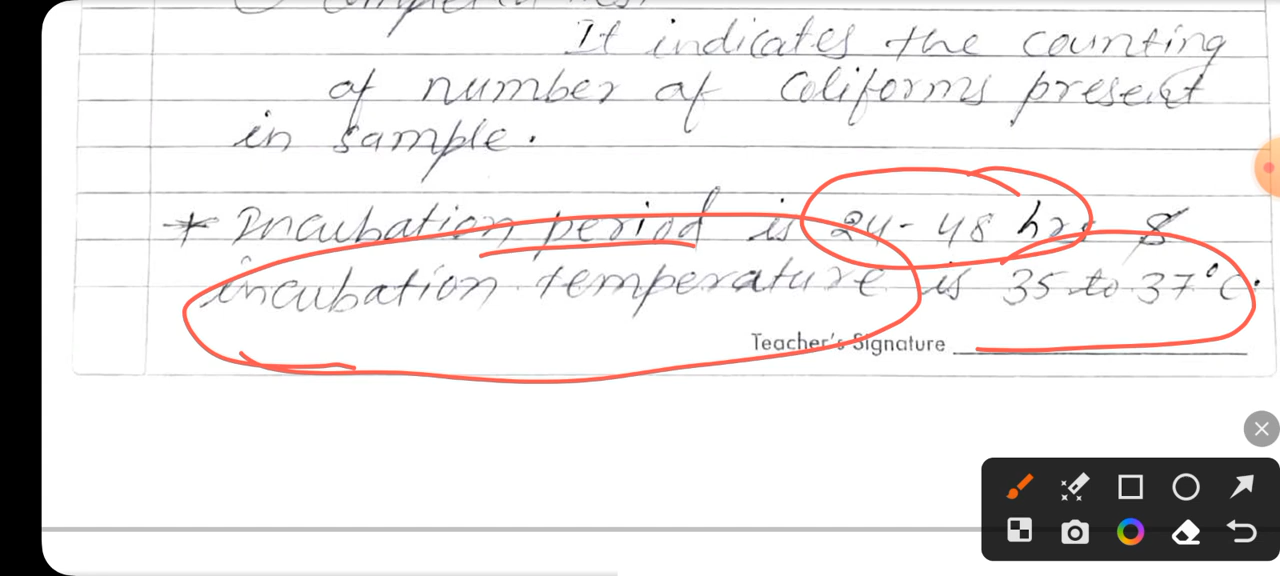 It indicates the counting
of number of Coliforms present
in sample.
* Incubation period is 24-48 hrs &
incubation temperature is 35 to 37°C.
Teacher's Signature